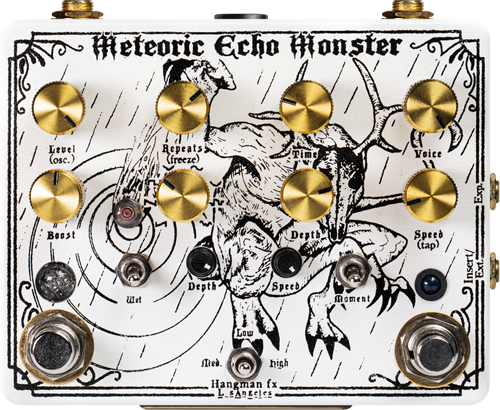 Meteoric Echo Monster
Level Repeats Time Voice
(osc.) (freeze)
Exp.
Boost Depth Speed
(tap)
Insert/
Ext.
Wet Depth Speed Moment
Low
Med. High
Hangman fx
Los Angeles